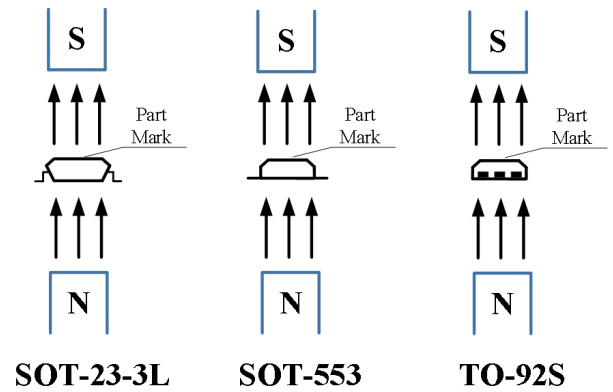 S S S
Part Mark
Part Mark
Part Mark
N N N
SOT-23-3L SOT-553 TO-92S